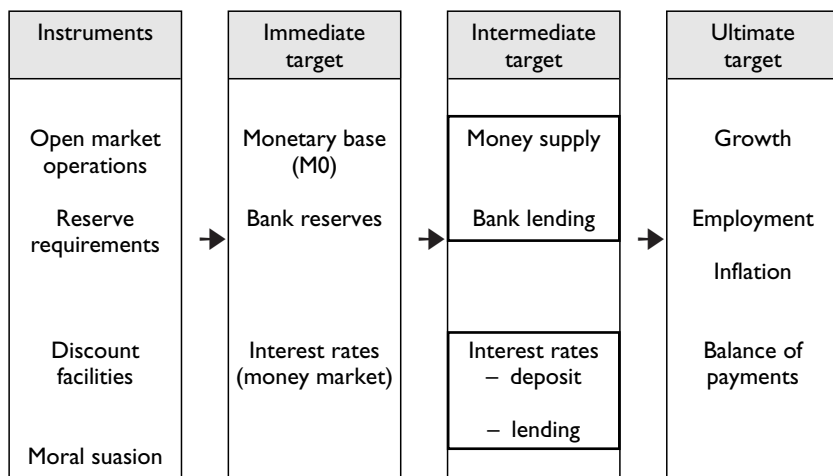 Instruments
Open market
operations
Reserve
requirements
Discount
facilities
Moral suasion
Immediate
target
Monetary base
(M0)
Bank reserves
Interest rates
(money market)
Intermediate
target
Money supply
Bank lending
Interest rates
– deposit
– lending
Ultimate
target
Growth
Employment
Inflation
Balance of
payments